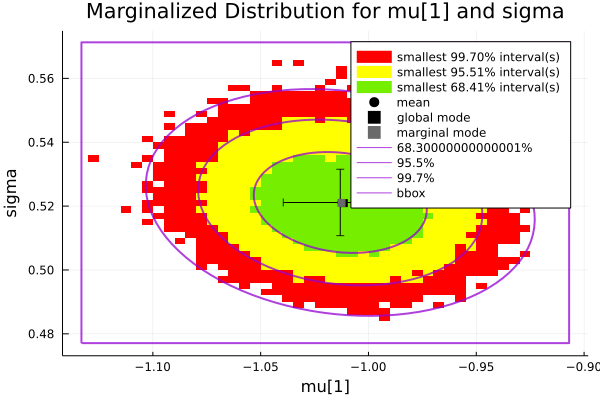 Marginalized Distribution for mu[1] and sigma
smallest 99.70% interval(s)
smallest 95.51% interval(s)
smallest 68.41% interval(s)
mean
global mode
marginal mode
68.30000000000001%
95.5%
99.7%
bbox
sigma
0.56
0.54
0.52
0.50
0.48
−1.10
−1.05
−1.00
−0.95
−0.90
mu[1]